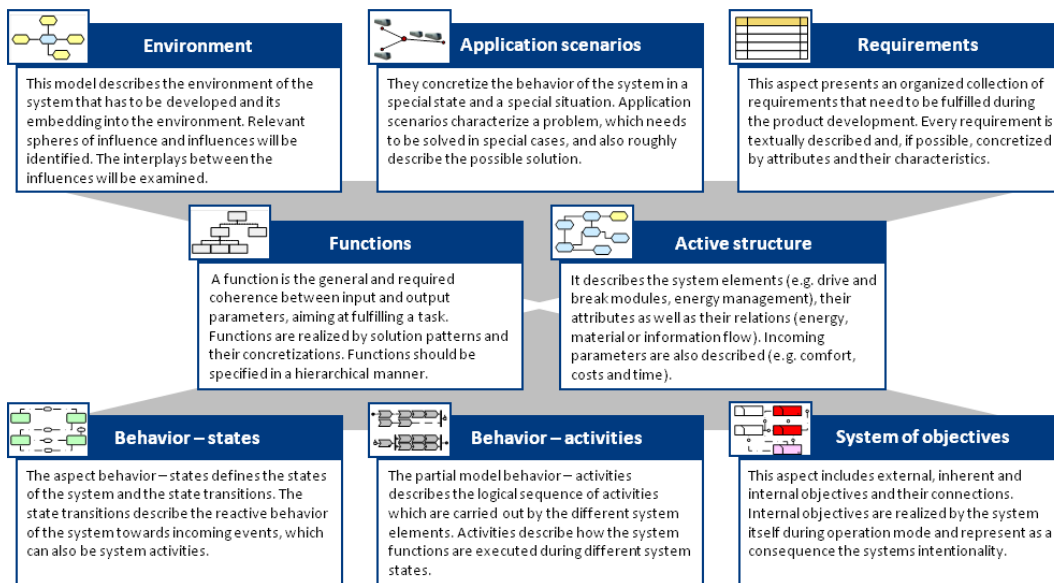 Environment
This model describes the environment of the
system that has to be developed and its
embedding into the environment. Relevant
spheres of influence and influences will be
identified. The interplays between the
influences will be examined.
Application scenarios
They concretize the behavior of the system in a
special state and a special situation. Application
scenarios characterize a problem, which needs
to be solved in special cases, and also roughly
describe the possible solution.
Requirements
This aspect presents an organized collection of
requirements that need to be fulfilled during
the product development. Every requirement is
textually described and, if possible, concretized
by attributes and their characteristics.
Functions
A function is the general and required
coherence between input and output
parameters, aiming at fulfilling a task.
Functions are realized by solution patterns and
their concretizations. Functions should be
specified in a hierarchical manner.
Active structure
It describes the system elements (e.g. drive and
break modules, energy management), their
attributes as well as their relations (energy,
material or information flow). Incoming
parameters are also described (e.g. comfort,
costs and time).
Behavior – states
The aspect behavior – states defines the states
of the system and the state transitions. The
state transitions describe the reactive behavior
of the system towards incoming events, which
can also be system activities.
Behavior – activities
The partial model behavior – activities
describes the logical sequence of activities
which are carried out by the different system
elements. Activities describe how the system
functions are executed during different system
states.
System of objectives
This aspect includes external, inherent and
internal objectives and their connections.
Internal objectives are realized by the system
itself during operation mode and represent as a
consequence the systems intentionality.